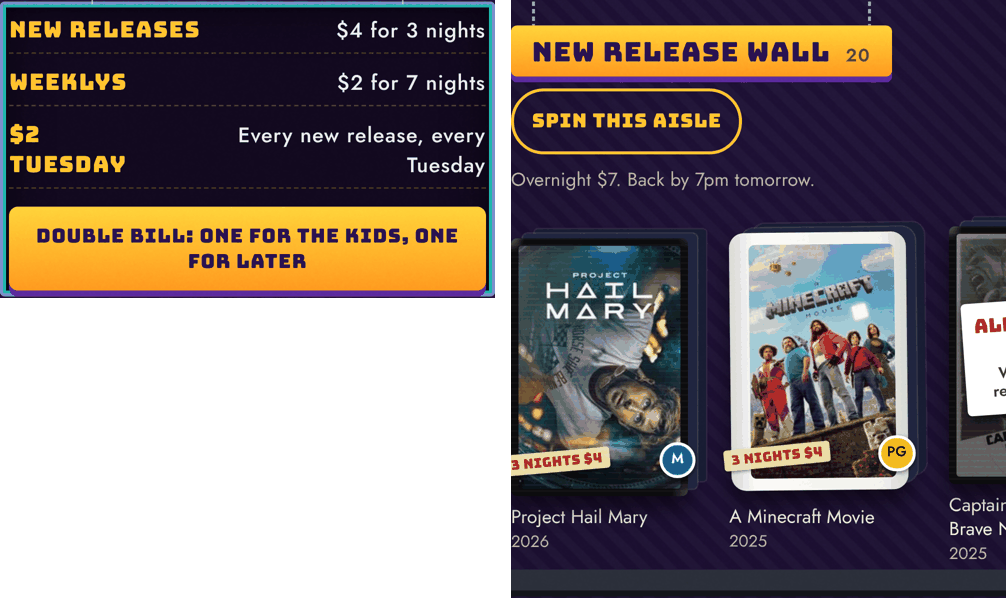 NEW RELEASES
$4 for 3 nights
WEEKLYS
$2 for 7 nights
$2
TUESDAY
Every new release, every
Tuesday
DOUBLE BILL: ONE FOR THE KIDS, ONE
FOR LATER
NEW RELEASE WALL 20
SPIN THIS AISLE
Overnight $7. Back by 7pm tomorrow.
PROJECT
HAIL
MARY
3 NIGHTS $4
M
Project Hail Mary
2026
MINECRAFT
MOVIE
3 NIGHTS $4
PG
A Minecraft Movie
2025
Captain
Brave N
2025